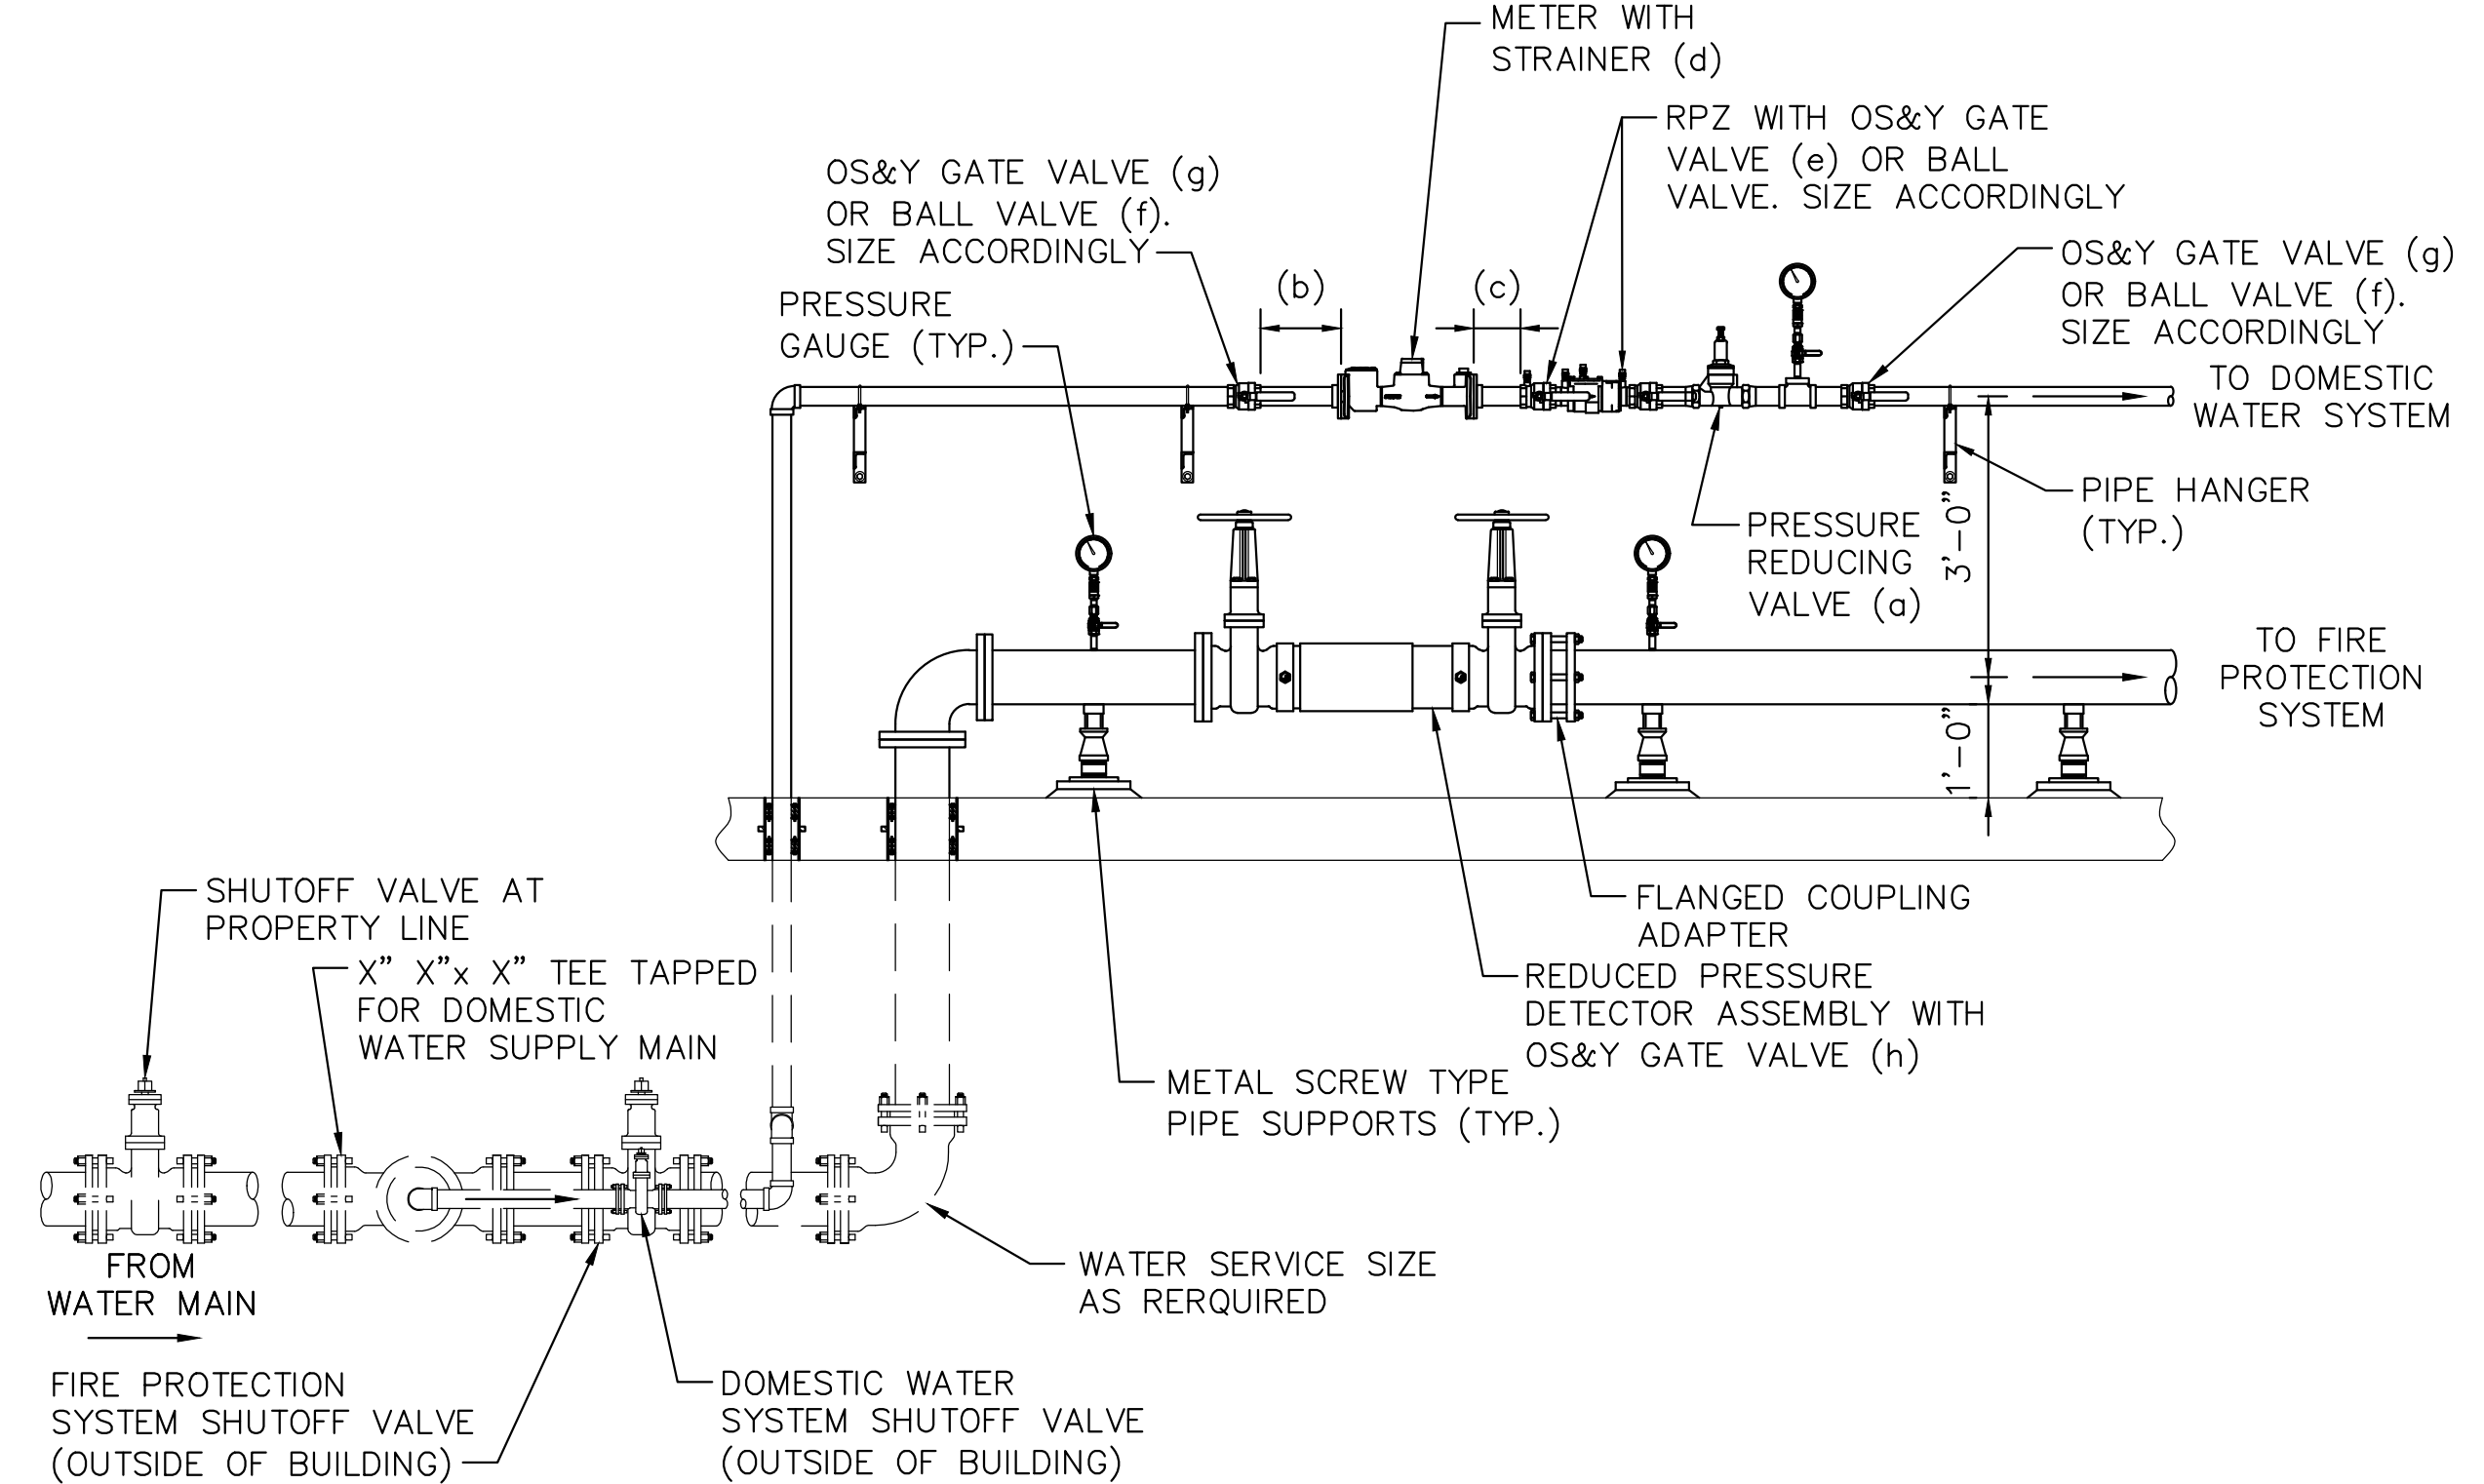 METER WITH
STRAINER (d)
RPZ WITH OS&Y GATE
VALVE (e) OR BALL
VALVE. SIZE ACCORDINGLY
OS&Y GATE VALVE (g)
OR BALL VALVE (f).
SIZE ACCORDINGLY
OS&Y GATE VALVE (g)
OR BALL VALVE (f).
SIZE ACCORDINGLY
PRESSURE
GAUGE (TYP.)
(b)
(c)
TO DOMESTIC
WATER SYSTEM
PIPE HANGER
(TYP.)
PRESSURE
REDUCING
VALVE (a)
3'-0"
TO FIRE
PROTECTION
SYSTEM
1'-0"
SHUTOFF VALVE AT
PROPERTY LINE
X" X"x X" TEE TAPPED
FOR DOMESTIC
WATER SUPPLY MAIN
FLANGED COUPLING
ADAPTER
REDUCED PRESSURE
DETECTOR ASSEMBLY WITH
OS&Y GATE VALVE (h)
METAL SCREW TYPE
PIPE SUPPORTS (TYP.)
FROM
WATER MAIN
WATER SERVICE SIZE
AS RERQUIRED
FIRE PROTECTION
SYSTEM SHUTOFF VALVE
(OUTSIDE OF BUILDING)
DOMESTIC WATER
SYSTEM SHUTOFF VALVE
(OUTSIDE OF BUILDING)